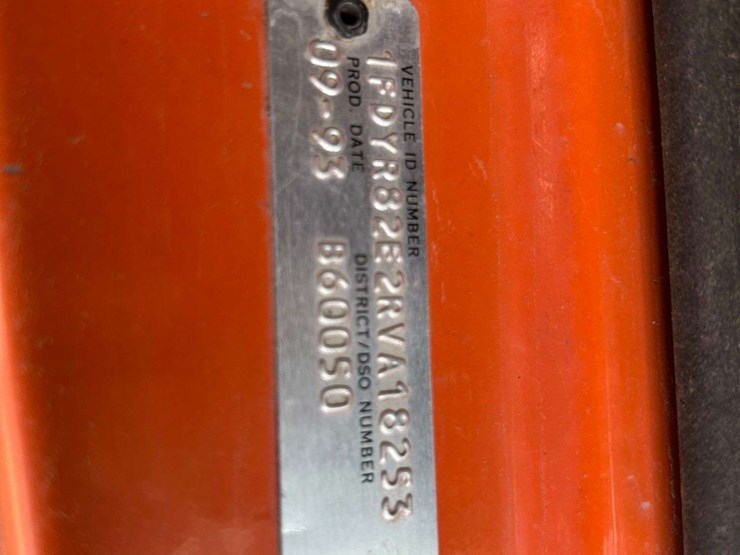 VEHICLE ID NUMBER
1FDYR82E2RVA18253
PROD. DATE DISTRICT/DSO NUMBER
09-93 B60050